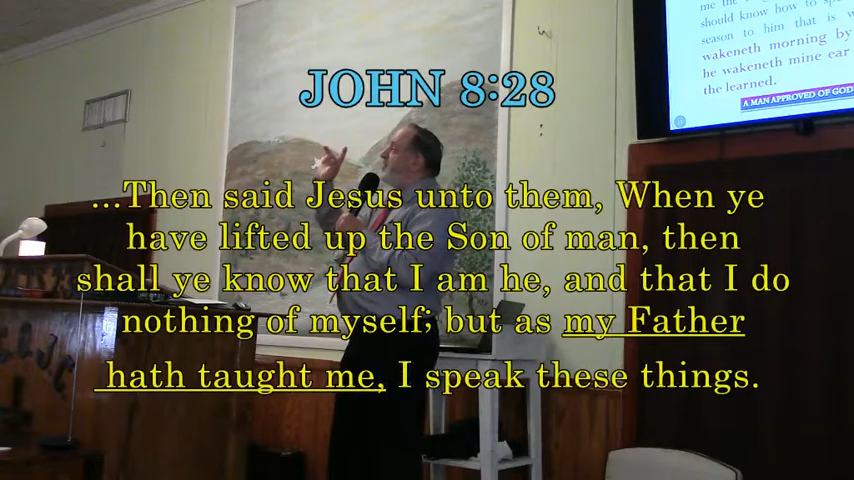 me the
should know how to sp
season to him that is w
wakeneth morning by
he wakeneth mine ear
the learned.
A MAN APPROVED OF GOD
JOHN 8:28
...Then said Jesus unto them, When ye
have lifted up the Son of man, then
shall ye know that I am he, and that I do
nothing of myself; but as my Father
hath taught me, I speak these things.